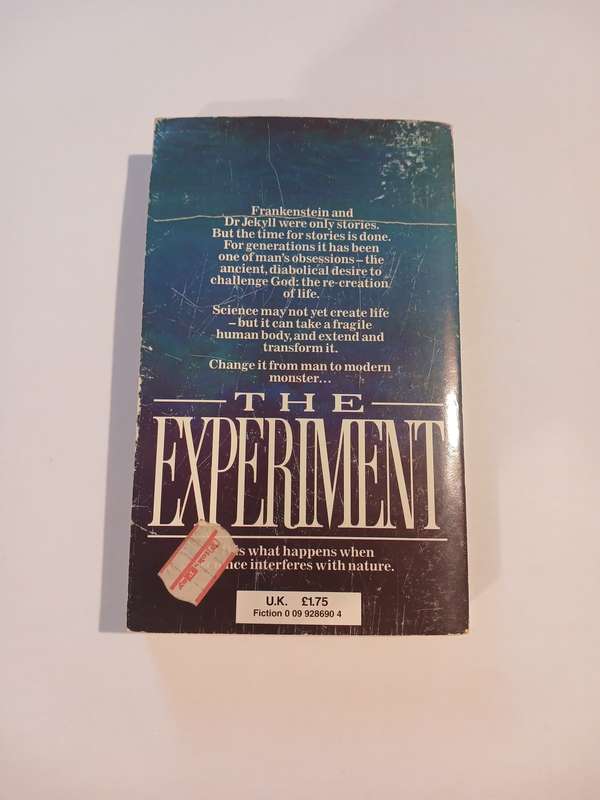 Frankenstein and
Dr Jekyll were only stories.
But the time for stories is done.
For generations it has been
one of man's obsessions – the
ancient, diabolical desire to
challenge God: the re-creation
of life.
Science may not yet create life
– but it can take a fragile
human body, and extend and
transform it.
Change it from man to modern
monster...
THE
EXPERIMENT
is what happens when
nce interferes with nature.
U.K. £1.75
Fiction 0 09 928690 4